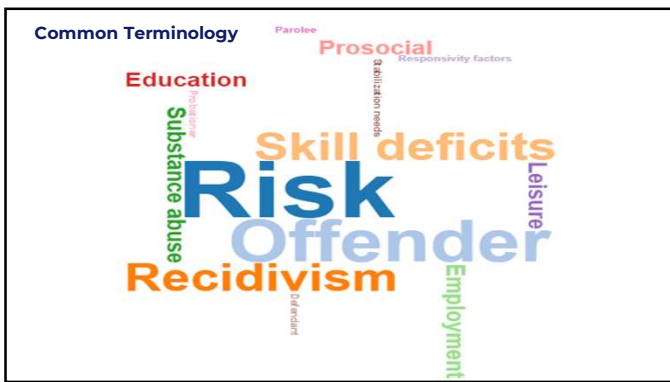 Common Terminology
Parolee
Prosocial
Responsivity factors
Education
Stabilization needs
Probationer
Substance abuse
Skill deficits
Risk
Leisure
Offender
Recidivism
Employment
Defendant